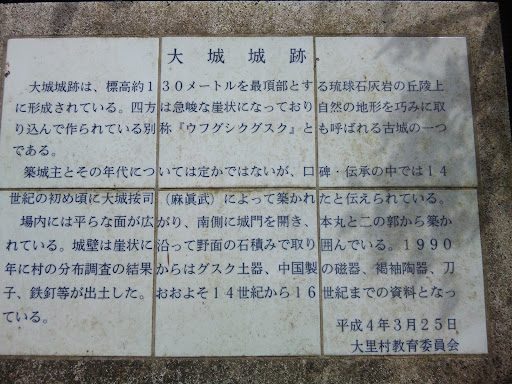 大城城跡
大城城跡は、標高約130メートルを最頂部とする琉球石灰岩の丘陵上
に形成されている。四方は急峻な崖状になっており自然の地形を巧みに取
り込んで作られている別称『ウフグシクグスク』とも呼ばれる古城の一つ
である。
築城主とその年代については定かではないが、口碑・伝承の中では14
世紀の初め頃に大城按司(麻眞武)によって築かれたと伝えられている。
場内には平らな面が広がり、南側に城門を開き、本丸と二の郭から築か
れている。城壁は崖状に沿って野面の石積みで取り囲んでいる。1990
年に村の分布調査の結果からはグスク土器、中国製の磁器、褐袖陶器、刀
子、鉄釘等が出土した。おおよそ14世紀から16世紀までの資料となっ
ている。
平成4年3月25日
大里村教育委員会